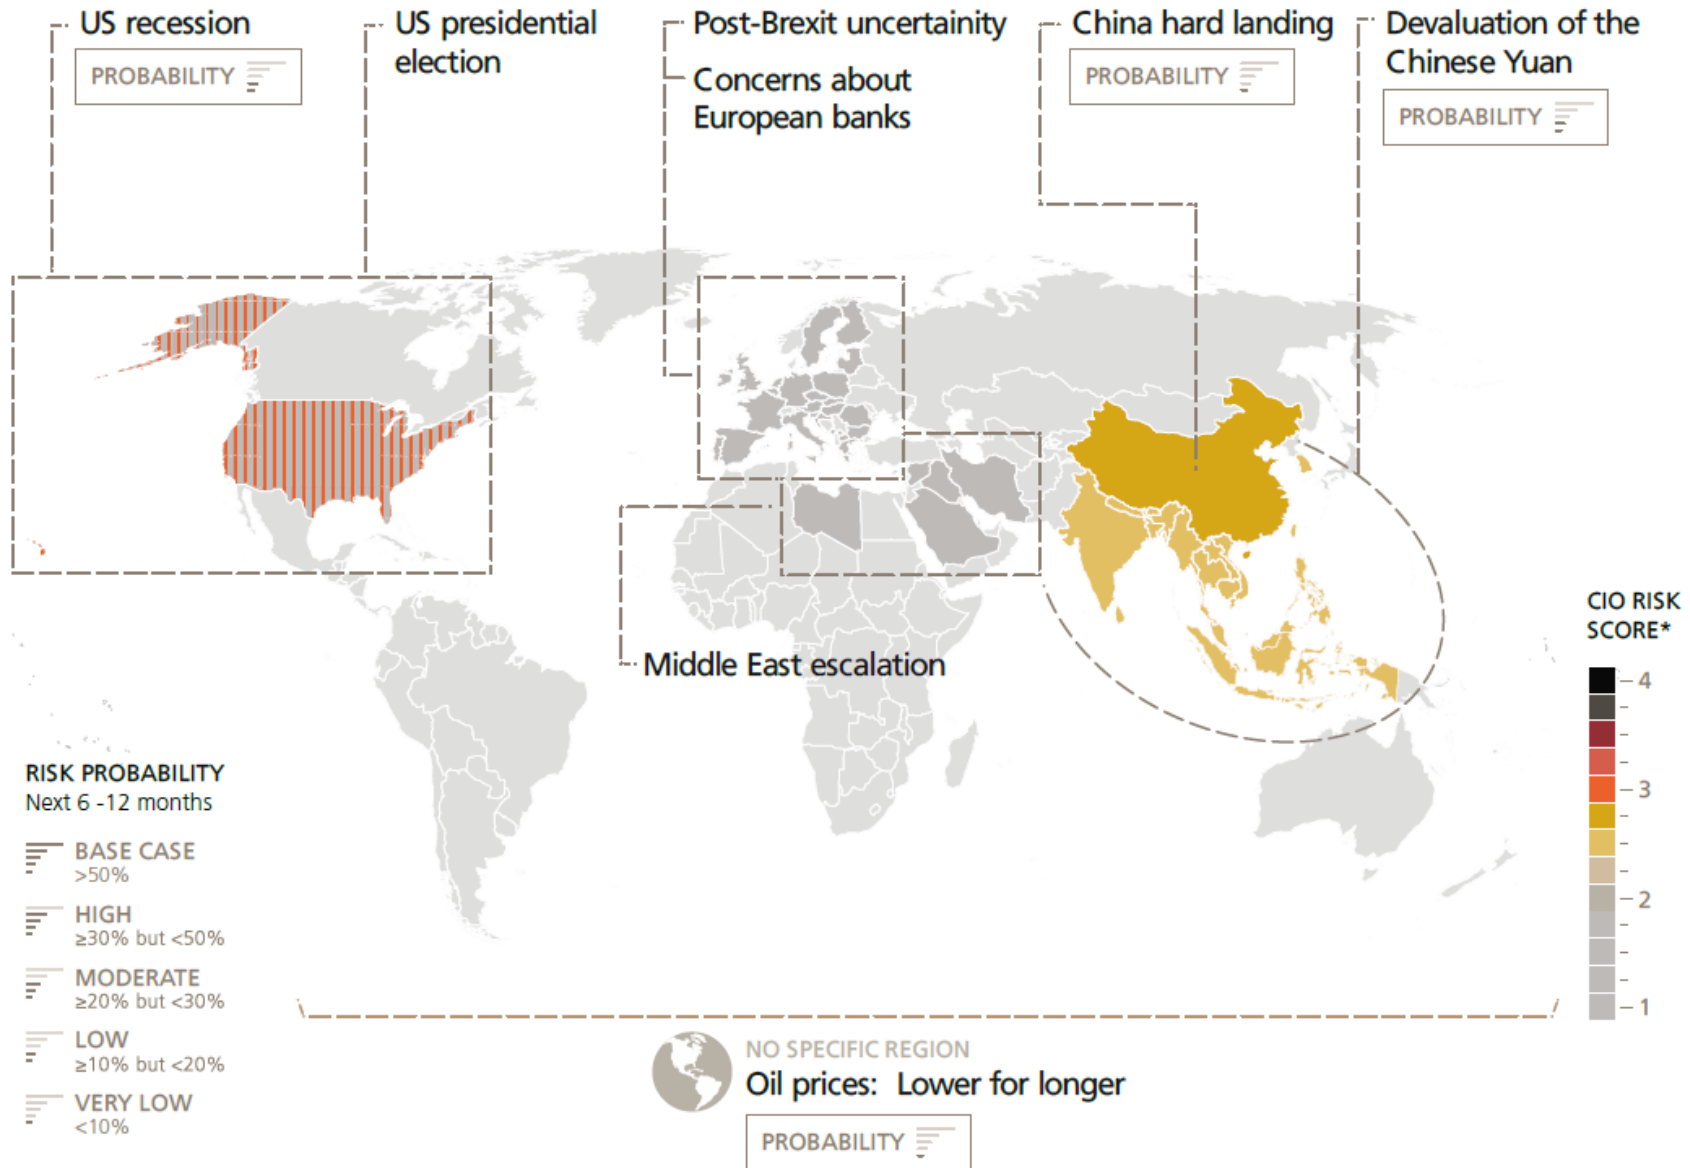 US recession
PROBABILITY
US presidential
election
Post-Brexit uncertainity
Concerns about
European banks
China hard landing
PROBABILITY
Devaluation of the
Chinese Yuan
PROBABILITY
Middle East escalation
CIO RISK
SCORE*
4
3
2
1
RISK PROBABILITY
Next 6 -12 months
BASE CASE
>50%
HIGH
≥30% but <50%
MODERATE
≥20% but <30%
LOW
≥10% but <20%
VERY LOW
<10%
NO SPECIFIC REGION
Oil prices: Lower for longer
PROBABILITY